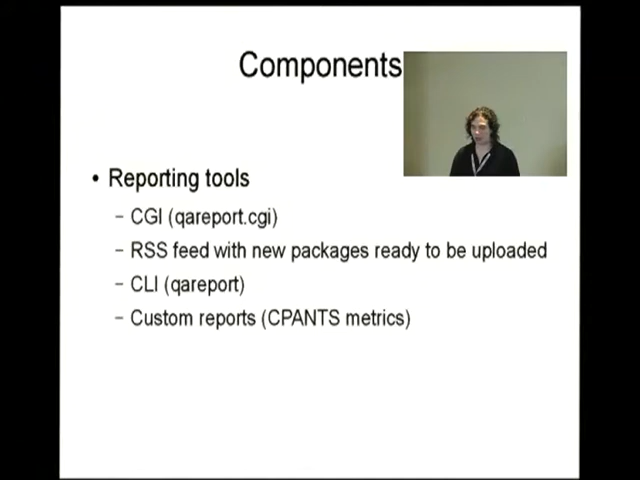 Components
• Reporting tools
– CGI (qareport.cgi)
– RSS feed with new packages ready to be uploaded
– CLI (qareport)
– Custom reports (CPANTS metrics)